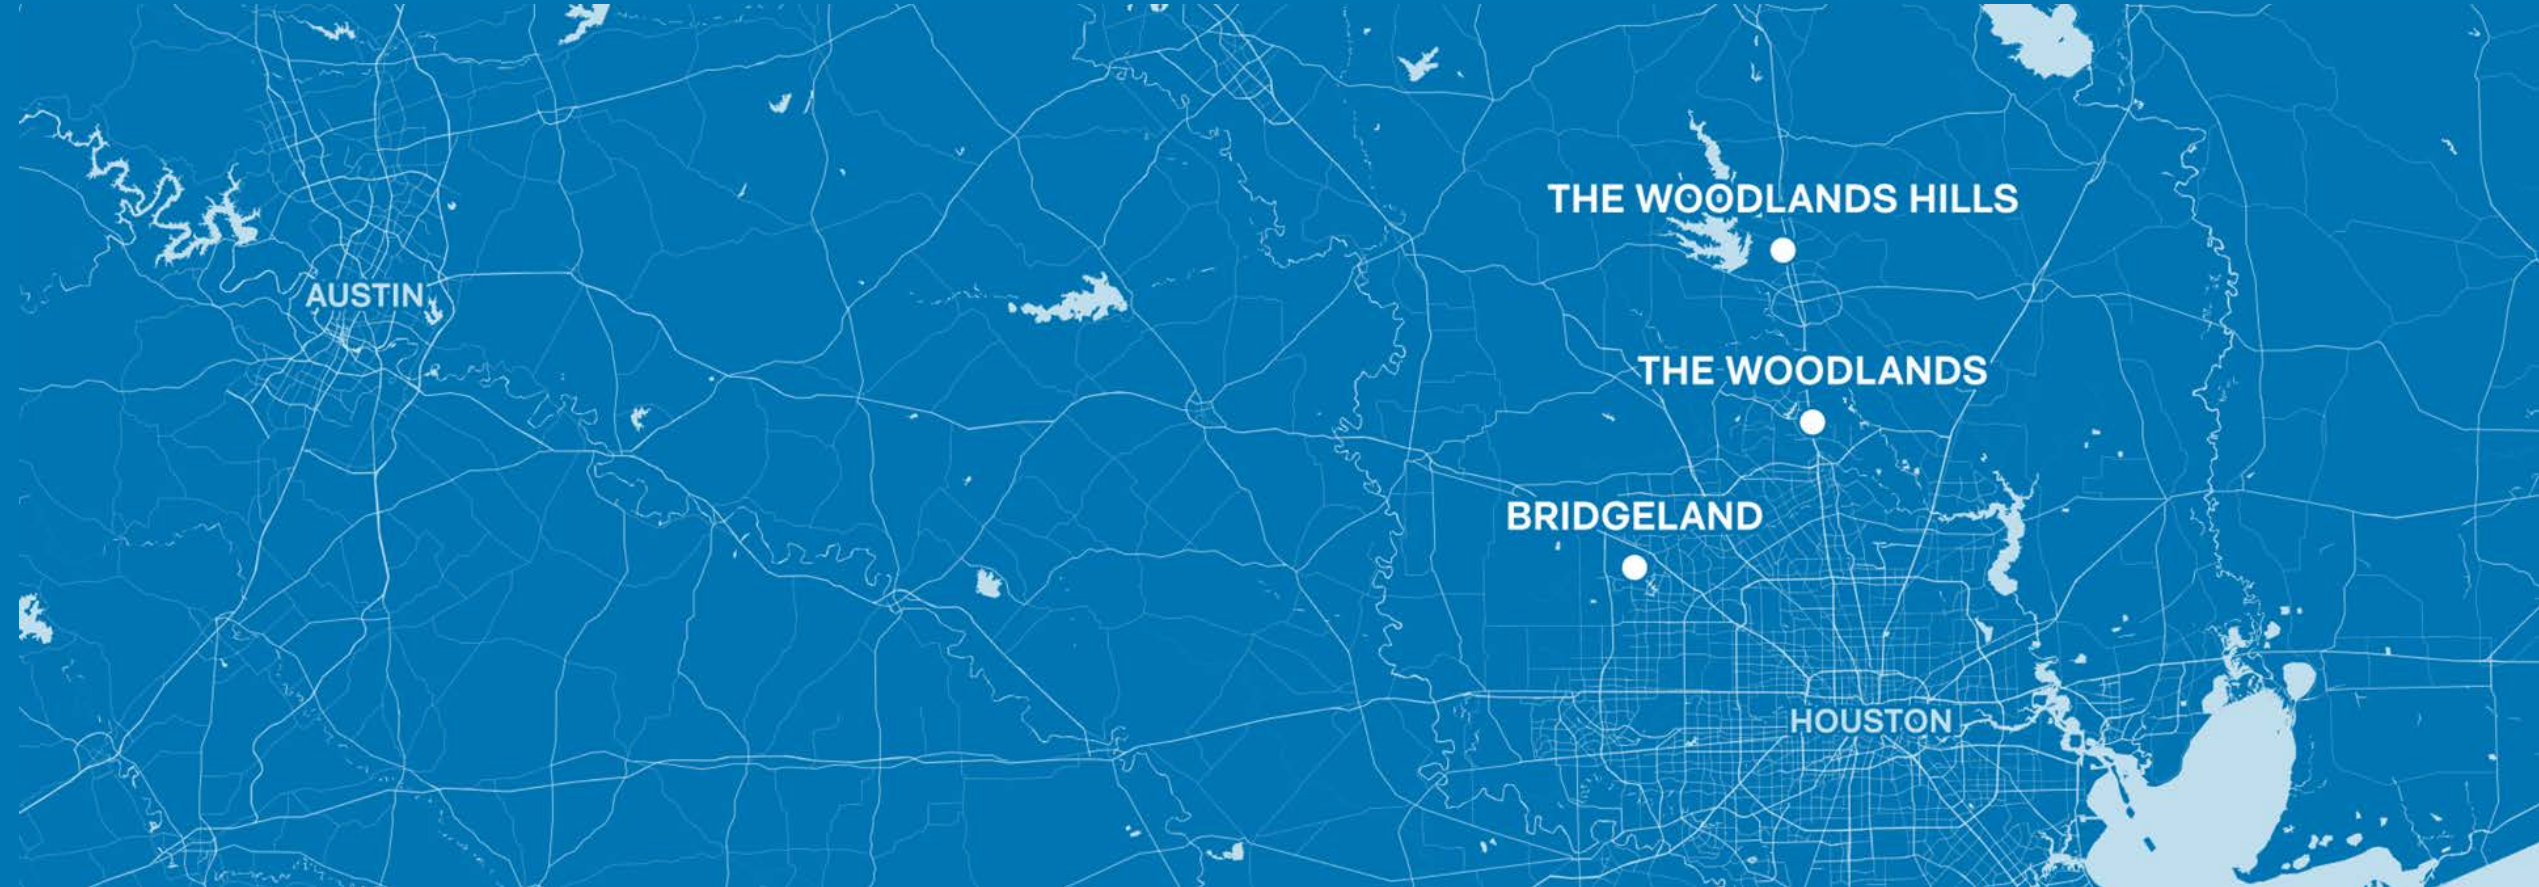 THE WOODLANDS HILLS
AUSTIN
THE WOODLANDS
BRIDGELAND
HOUSTON